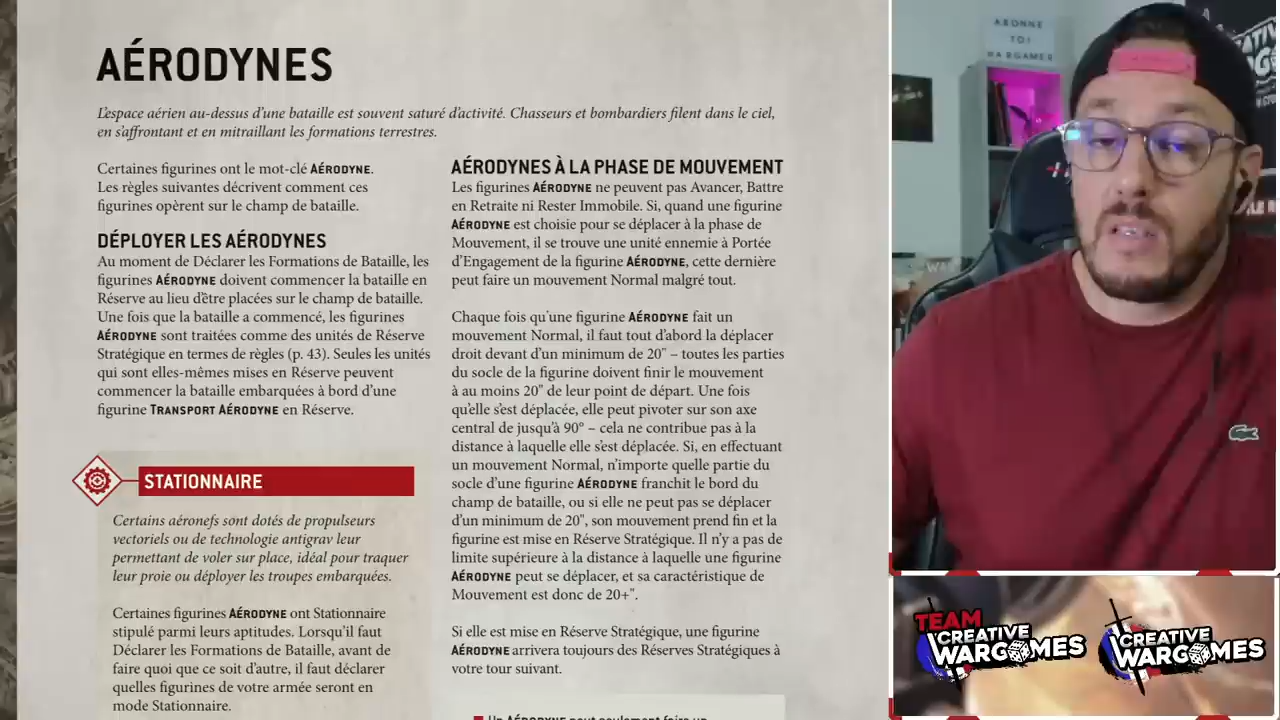 AÉRODYNES
L'espace aérien au-dessus d'une bataille est souvent saturé d'activité. Chasseurs et bombardiers filent dans le ciel,
en s'affrontant et en mitraillant les formations terrestres.
Certaines figurines ont le mot-clé AÉRODYNE.
Les règles suivantes décrivent comment ces
figurines opèrent sur le champ de bataille.
DÉPLOYER LES AÉRODYNES
Au moment de Déclarer les Formations de Bataille, les
figurines AÉRODYNE doivent commencer la bataille en
Réserve au lieu d'être placées sur le champ de bataille.
Une fois que la bataille a commencé, les figurines
AÉRODYNE sont traitées comme des unités de Réserve
Stratégique en termes de règles (p. 43). Seules les unités
qui sont elles-mêmes mises en Réserve peuvent
commencer la bataille embarquées à bord d'une
figurine TRANSPORT AÉRODYNE en Réserve.
STATIONNAIRE
Certains aéronefs sont dotés de propulseurs
vectoriels ou de technologie antigrav leur
permettant de voler sur place, idéal pour traquer
leur proie ou déployer les troupes embarquées.
Certaines figurines AÉRODYNE ont Stationnaire
stipulé parmi leurs aptitudes. Lorsqu'il faut
Déclarer les Formations de Bataille, avant de
faire quoi que ce soit d'autre, il faut déclarer
quelles figurines de votre armée seront en
mode Stationnaire.
AÉRODYNES À LA PHASE DE MOUVEMENT
Les figurines AÉRODYNE ne peuvent pas Avancer, Battre
en Retraite ni Rester Immobile. Si, quand une figurine
AÉRODYNE est choisie pour se déplacer à la phase de
Mouvement, il se trouve une unité ennemie à Portée
d'Engagement de la figurine AÉRODYNE, cette dernière
peut faire un mouvement Normal malgré tout.
Chaque fois qu'une figurine AÉRODYNE fait un
mouvement Normal, il faut tout d'abord la déplacer
droit devant d'un minimum de 20" – toutes les parties
du socle de la figurine doivent finir le mouvement
à au moins 20" de leur point de départ. Une fois
qu'elle s'est déplacée, elle peut pivoter sur son axe
central de jusqu'à 90° – cela ne contribue pas à la
distance à laquelle elle s'est déplacée. Si, en effectuant
un mouvement Normal, n'importe quelle partie du
socle d'une figurine AÉRODYNE franchit le bord du
champ de bataille, ou si elle ne peut pas se déplacer
d'un minimum de 20", son mouvement prend fin et la
figurine est mise en Réserve Stratégique. Il n'y a pas de
limite supérieure à la distance à laquelle une figurine
AÉRODYNE peut se déplacer, et sa caractéristique de
Mouvement est donc de 20+".
Si elle est mise en Réserve Stratégique, une figurine
AÉRODYNE arrivera toujours des Réserves Stratégiques à
votre tour suivant.
Un AÉRODYNE peut seulement faire un
ABONNE
TOI
WARGAMER
TEAM
CREATIVE
WARGAMES
CREATIVE
WARGAMES